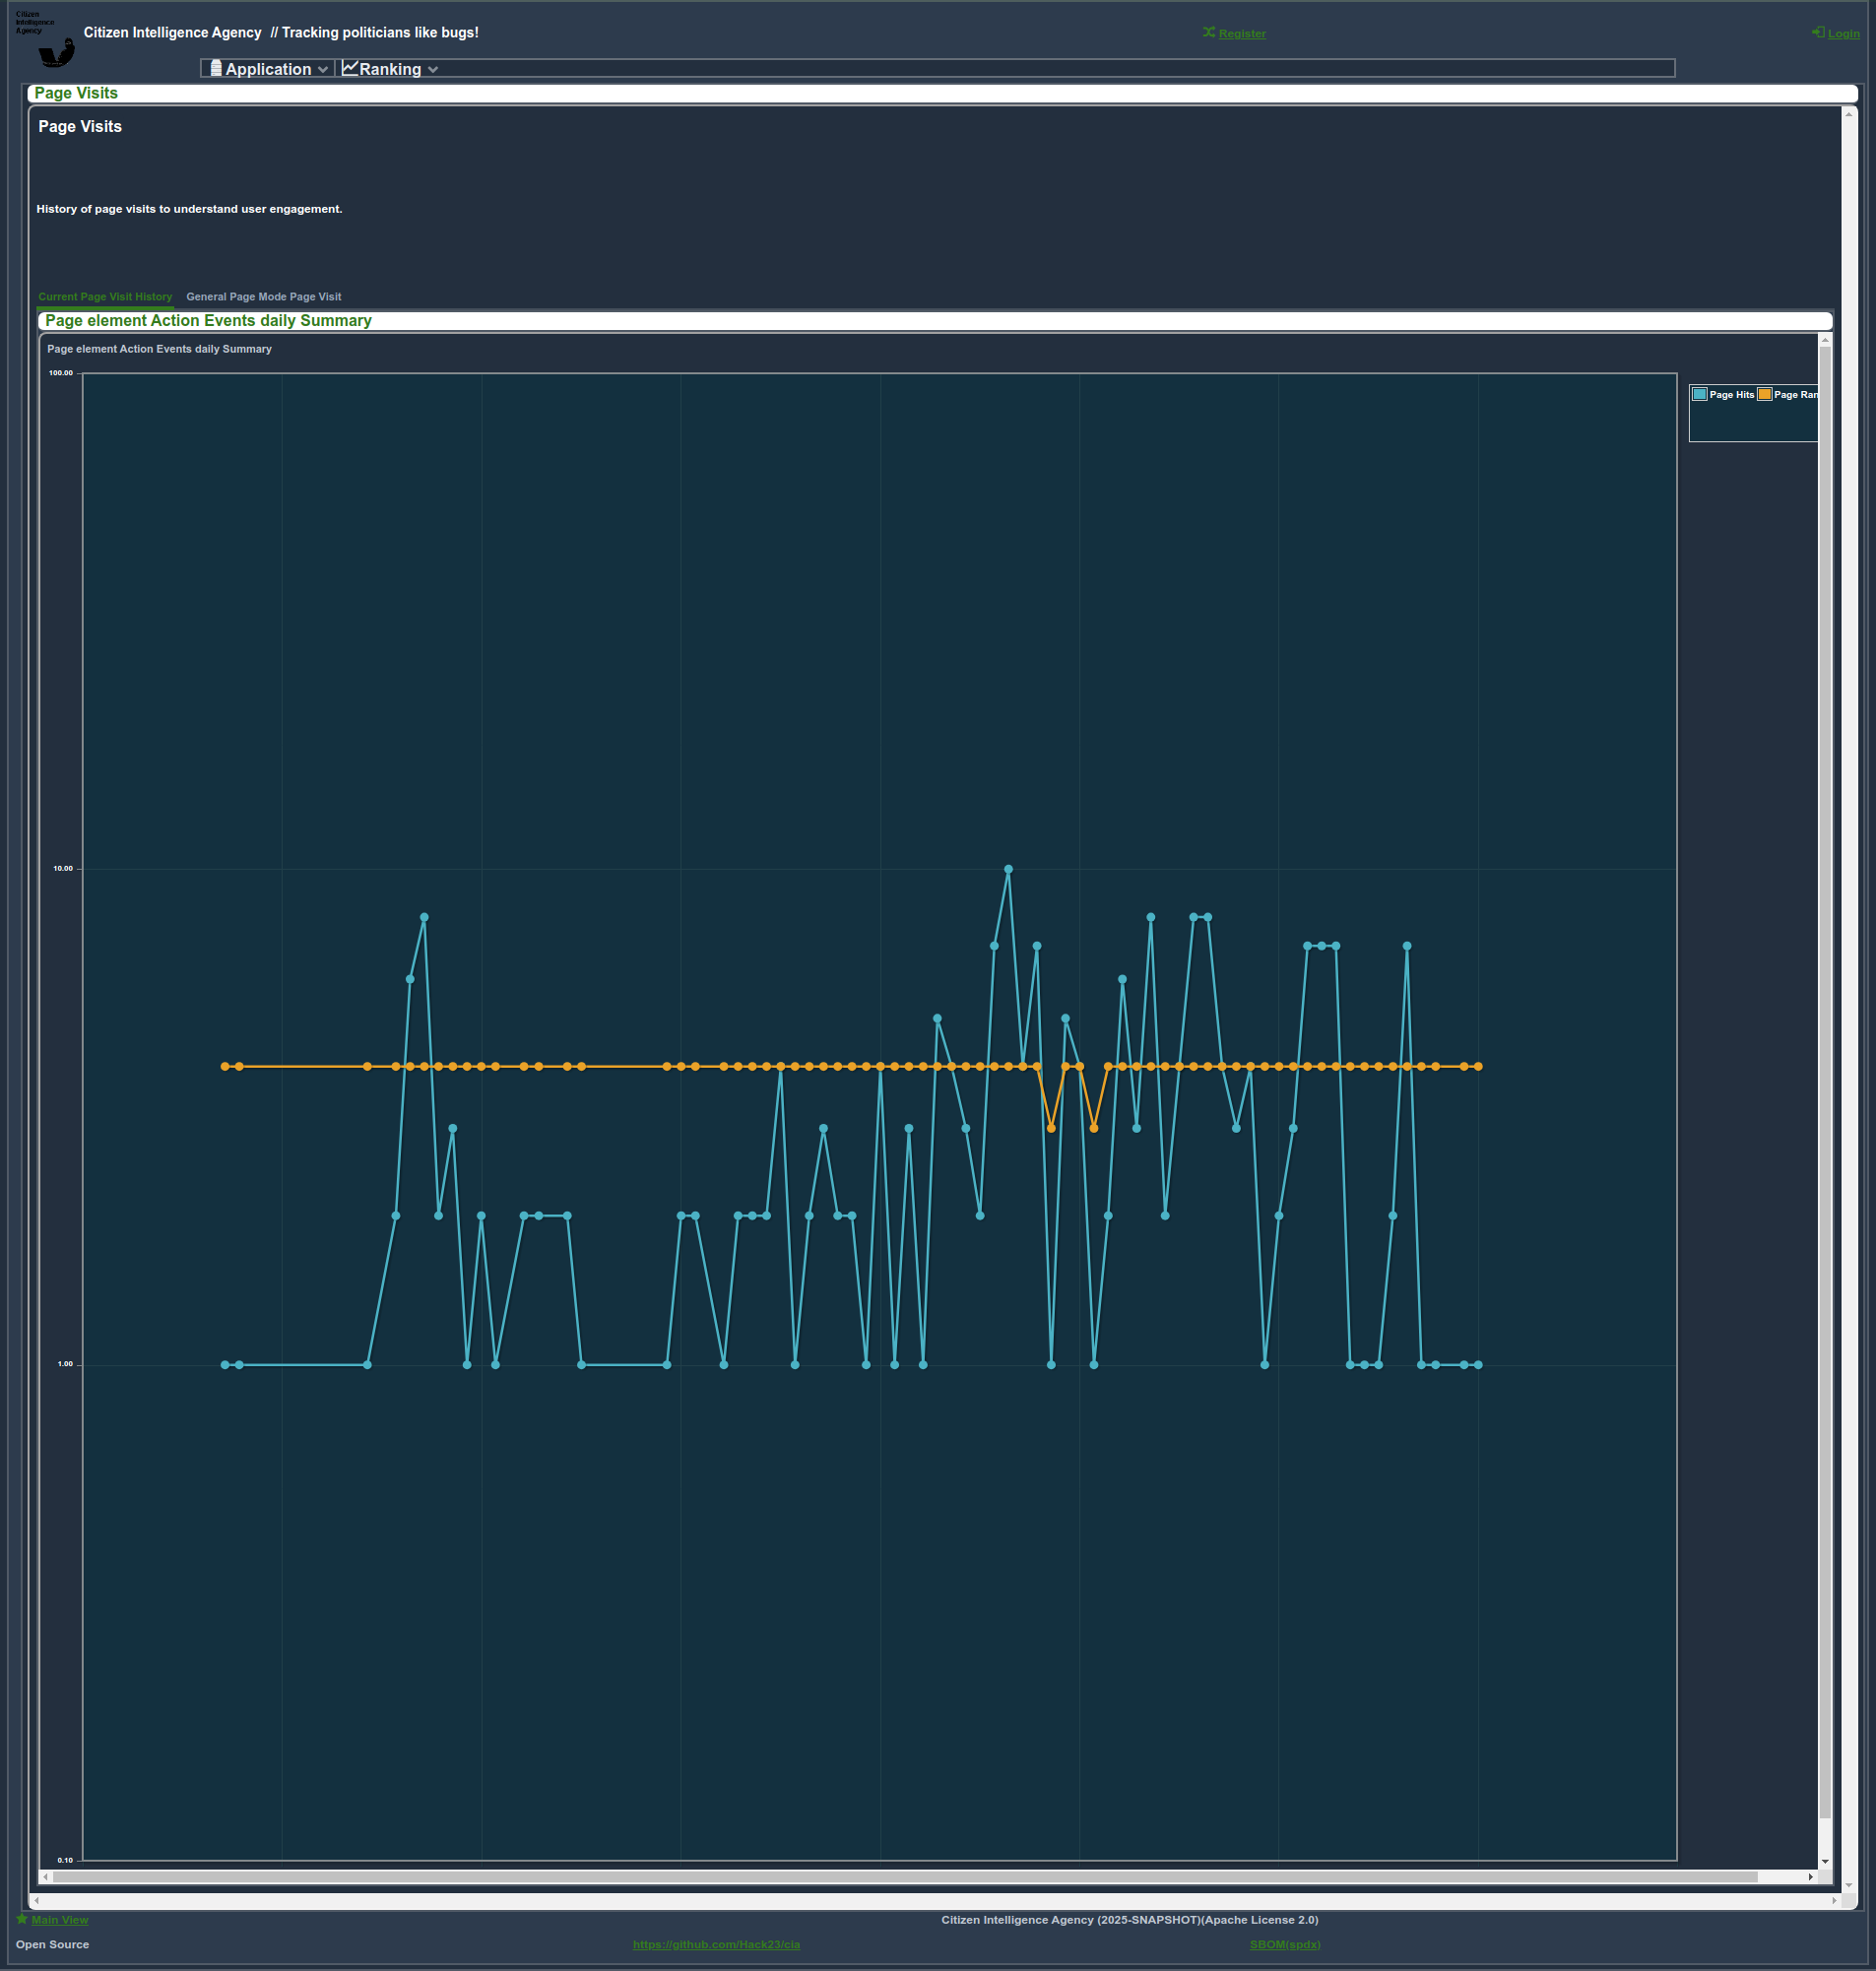 Citizen
Intelligence
Agency
Citizen Intelligence Agency // Tracking politicians like bugs!
Register
Login
Application
Ranking
Page Visits
Page Visits
History of page visits to understand user engagement.
Current Page Visit History
General Page Mode Page Visit
Page element Action Events daily Summary
Page element Action Events daily Summary
100.00
Page Hits
Page Ran
10.00
1.00
0.10
Main View
Citizen Intelligence Agency (2025-SNAPSHOT)(Apache License 2.0)
Open Source
https://github.com/Hack23/cia
SBOM(spdx)